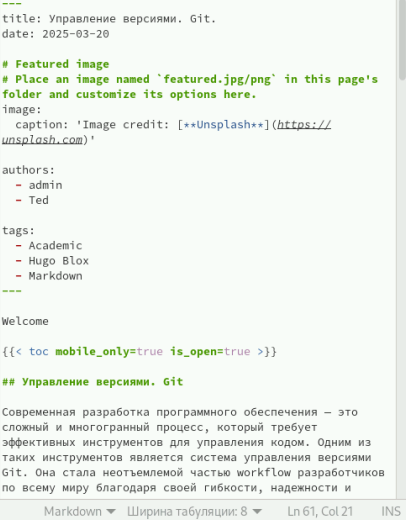 ---
title: Управление версиями. Git.
date: 2025-03-20
# Featured image
# Place an image named `featured.jpg/png` in this page's
folder and customize its options here.
image:
  caption: 'Image credit: [**Unsplash**](https://
unsplash.com)'
authors:
  - admin
  - Ted
tags:
  - Academic
  - Hugo Blox
  - Markdown
---
Welcome
{{< toc mobile_only=true is_open=true >}}
## Управление версиями. Git
Современная разработка программного обеспечения — это
сложный и многогранный процесс, который требует
эффективных инструментов для управления кодом. Одним из
таких инструментов является система управления версиями
Git. Она стала неотъемлемой частью workflow разработчиков
по всему миру благодаря своей гибкости, надежности и
Markdown Ширина табуляции: 8 Ln 61, Col 21 INS